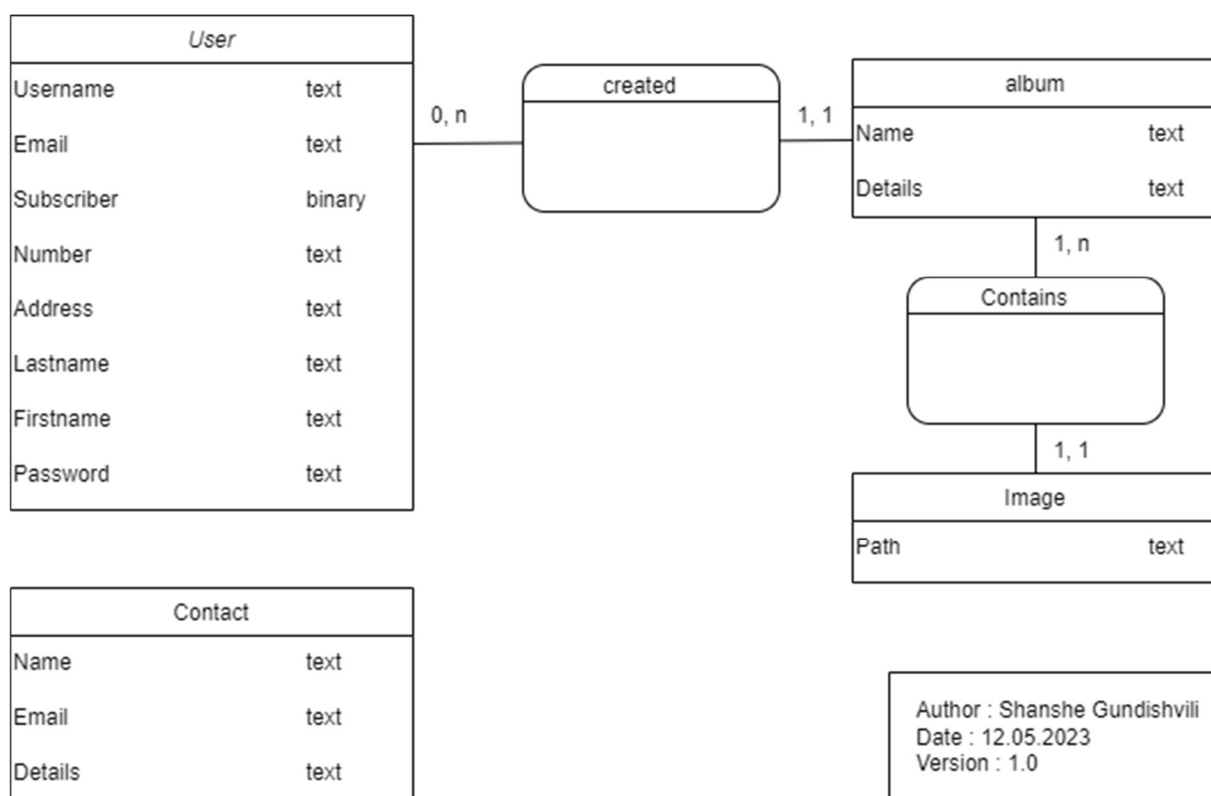 User
Username text
Email text
Subscriber binary
Number text
Address text
Lastname text
Firstname text
Password text
0, n
created
1, 1
album
Name text
Details text
1, n
Contains
1, 1
Image
Path text
Contact
Name text
Email text
Details text
Author : Shanshe Gundishvili
Date : 12.05.2023
Version : 1.0